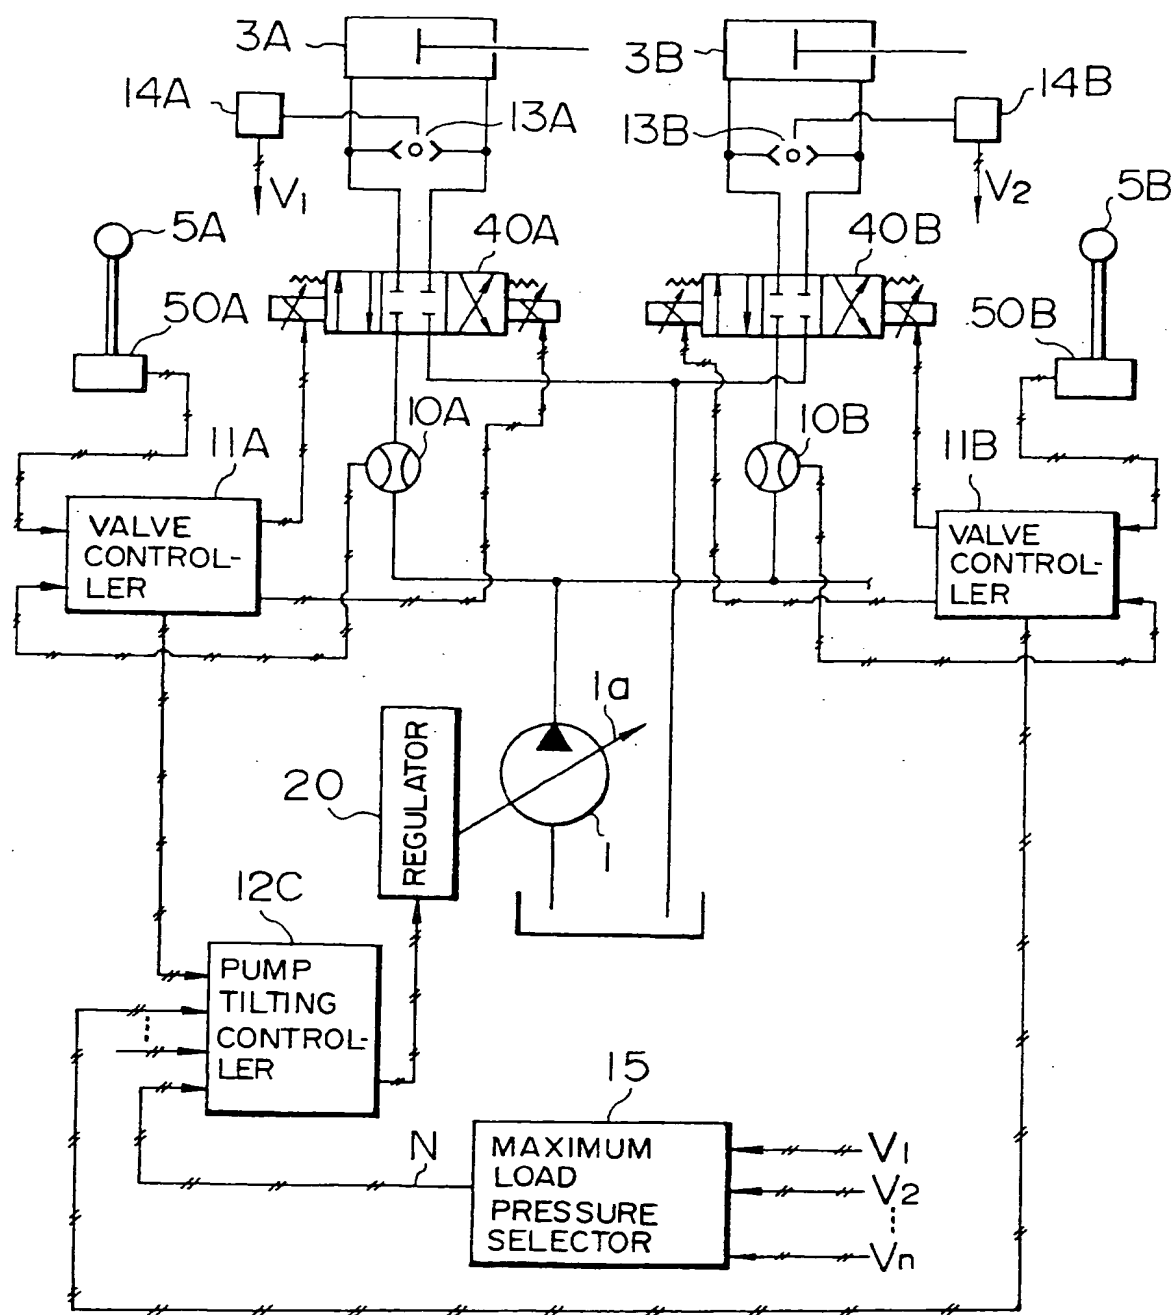 3A
3B
14A
13A
13B
14B
V1
V2
5A
5B
40A
40B
50A
50B
10A
10B
11A
11B
VALVE
CONTROL-
LER
VALVE
CONTROL-
LER
1a
20
REGULATOR
1
12C
PUMP
TILTING
CONTROL-
LER
15
N
MAXIMUM
LOAD
PRESSURE
SELECTOR
V1
V2
Vn